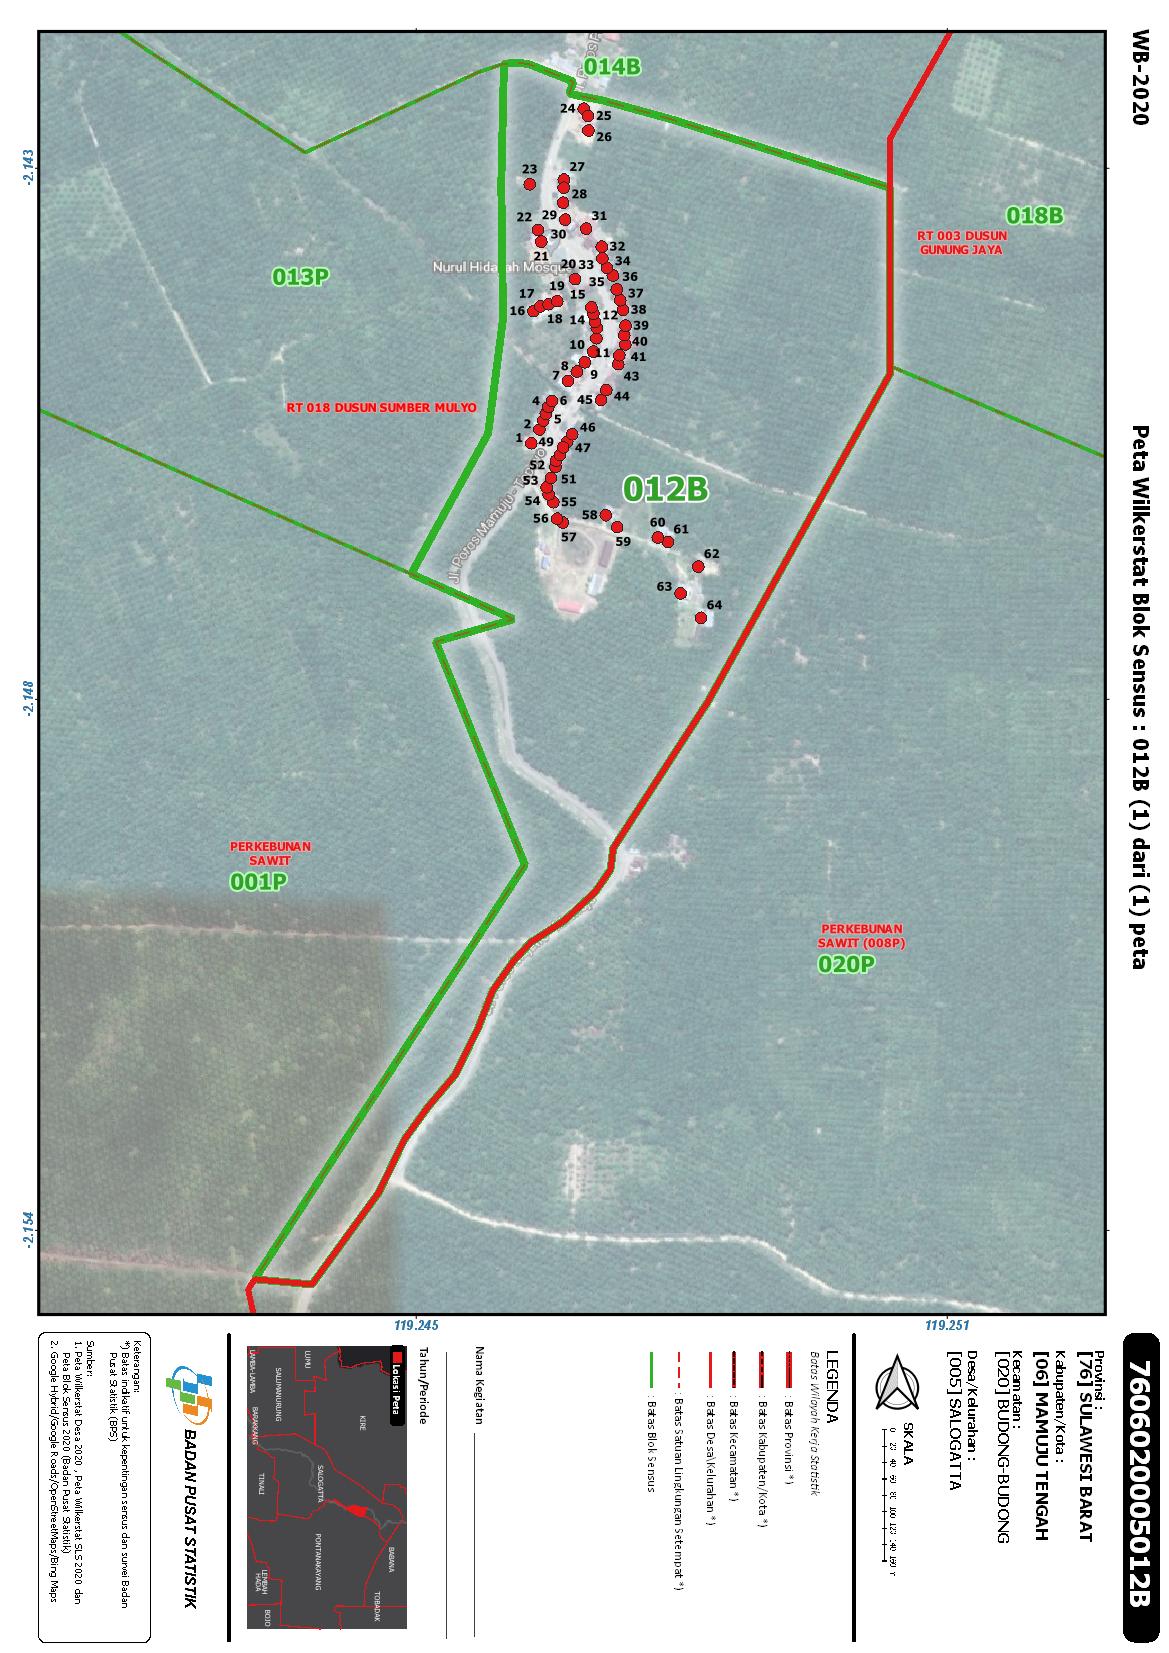 WB-2020
Peta Wilkerstat Blok Sensus : 012B (1) dari (1) peta
014B
24
25
26
27
23
28
29
22
31
30
21
32
Nurul Hidayah Mosque
20
33
34
35
36
19
15
37
17
16
18
14
12
38
39
10
11
40
41
8
7
9
43
44
45
4
6
5
2
1
49
46
47
52
51
53
54
55
56
57
58
59
60
61
62
63
64
012B
Jl. Poros Mamuju - T
013P
RT 018 DUSUN SUMBER MULYO
018B
RT 003 DUSUN
GUNUNG JAYA
PERKEBUNAN
SAWIT
001P
PERKEBUNAN
SAWIT (008P)
020P
-2.143
-2.148
-2.154
119.245
119.251
7606020005012B
Provinsi :
[76] SULAWESI BARAT
Kabupaten/Kota :
[06] MAMUJU TENGAH
Kecamatan :
[020] BUDONG-BUDONG
Desa/Kelurahan :
[005] SALOGATTA
SKALA
0 20 40 60 80 100 120 140 160
LEGENDA
Batas Wilayah Kerja Statistik
: Batas Provinsi *)
: Batas Kabupaten/Kota *)
: Batas Kecamatan *)
: Batas Desa\Kelurahan *)
: Batas Satuan Lingkungan Setempat *)
: Batas Blok Sensus
Nama Kegiatan
Tahun/Periode
Lokasi Peta
LUMU
KIRE
SALUMANURUNG
LAMBA-LAMBA
BARAKKANG
SALOGATTA
TINALI
BABANA
PONTANAKAYANG
TOBADAK
LEMBAH
HADA
BOJO
BADAN PUSAT STATISTIK
Keterangan:
*) Batas indikatif untuk kepentingan sensus dan survei Badan
Pusat Statistik (BPS)
Sumber:
1. Peta Wilkerstat Desa 2020 , Peta Wilkerstat SLS 2020 dan
Peta Blok Sensus 2020 (Badan Pusat Statistik)
2. Google Hybrid/Google Roads/OpenStreetMaps/Bing Maps